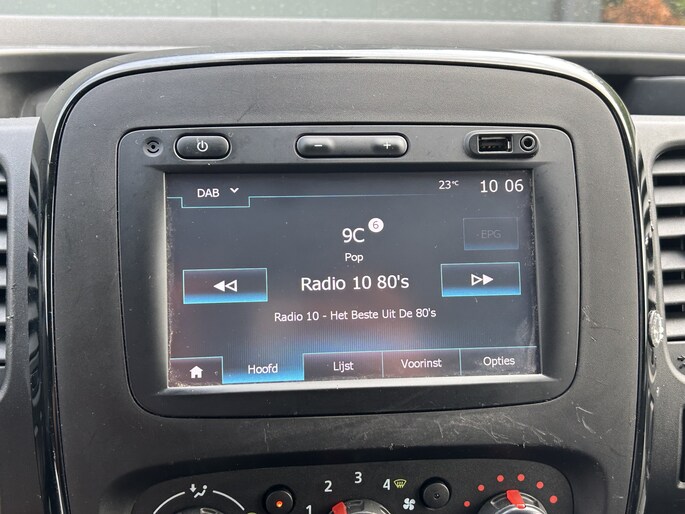 DAB
23°C
10 06
9C
6
EPG
Pop
Radio 10 80's
Radio 10 - Het Beste Uit De 80's
Hoofd
Lijst
Voorinst
Opties
1 2 3 4